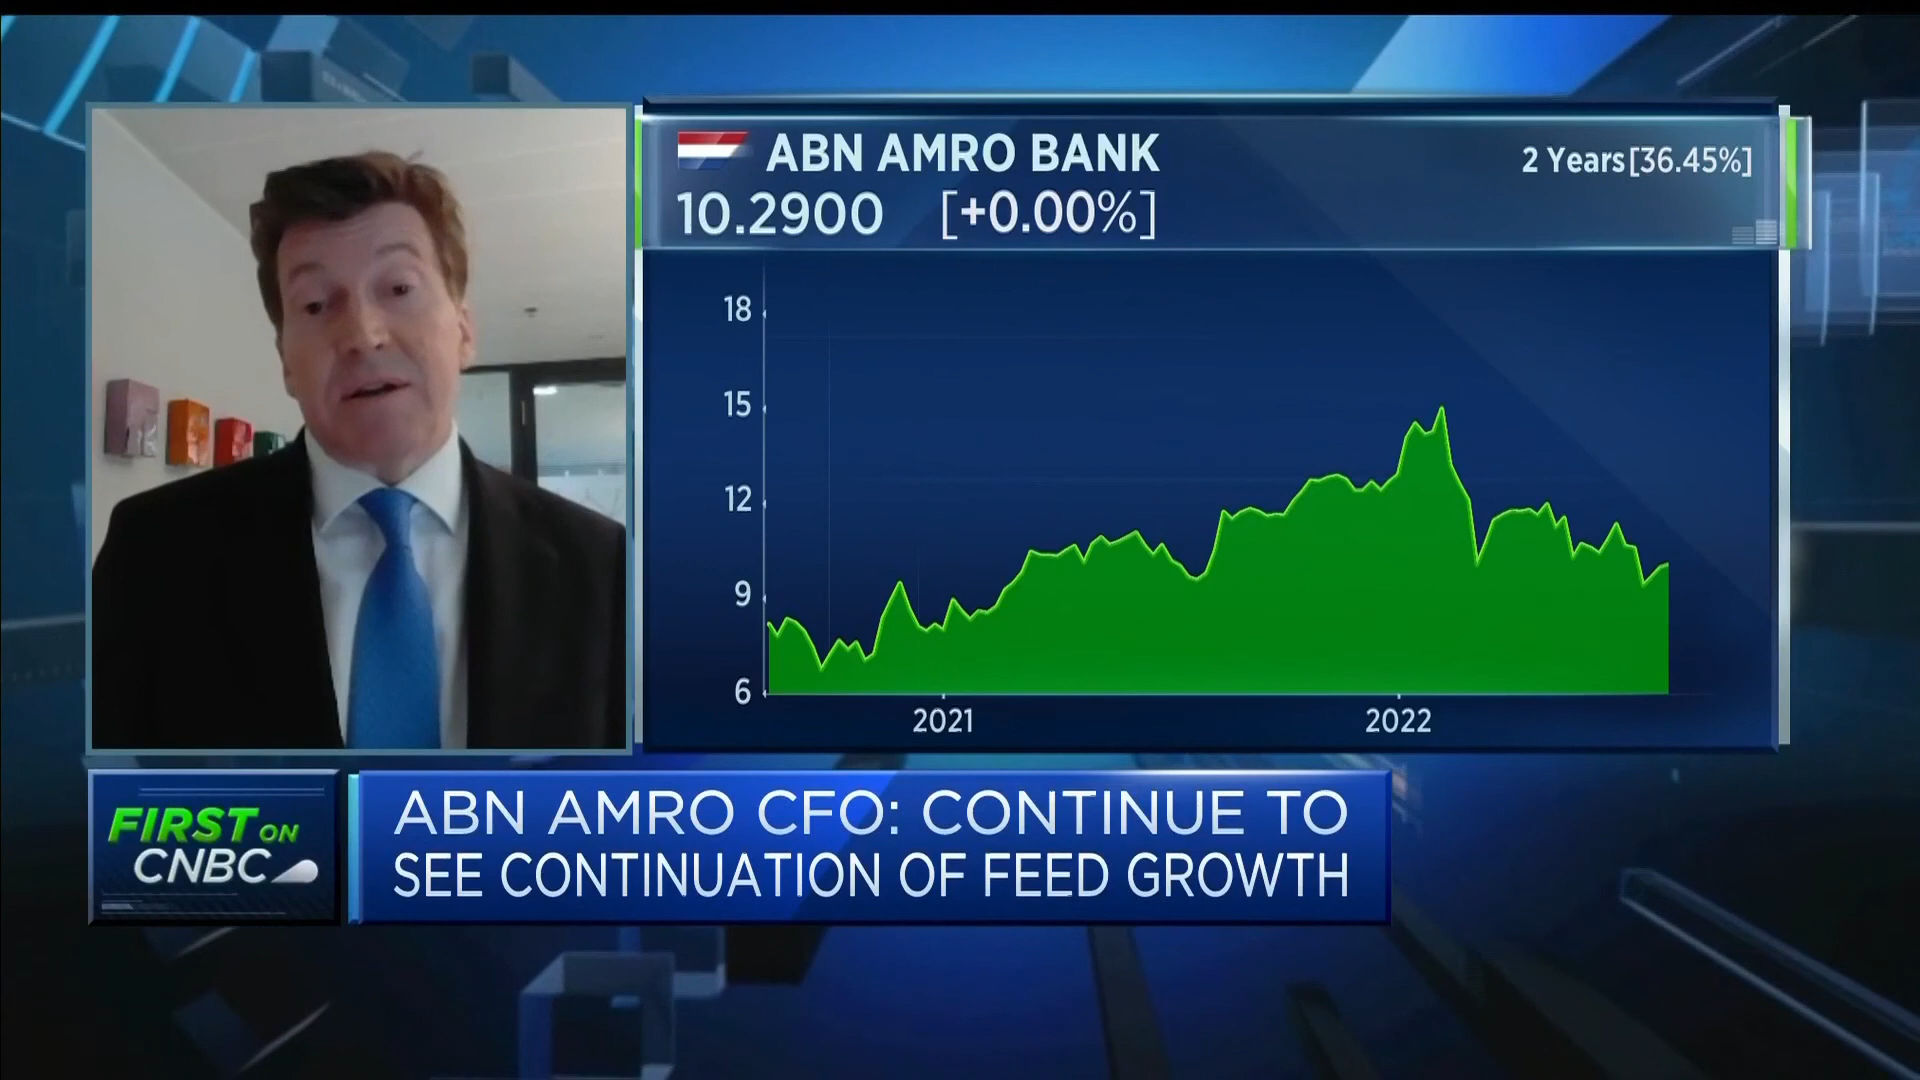 ABN AMRO BANK
2 Years[36.45%]
10.2900 [+0.00%]
18
15
12
9
6
2021 2022
FIRST ON
CNBC
ABN AMRO CFO: CONTINUE TO
SEE CONTINUATION OF FEED GROWTH